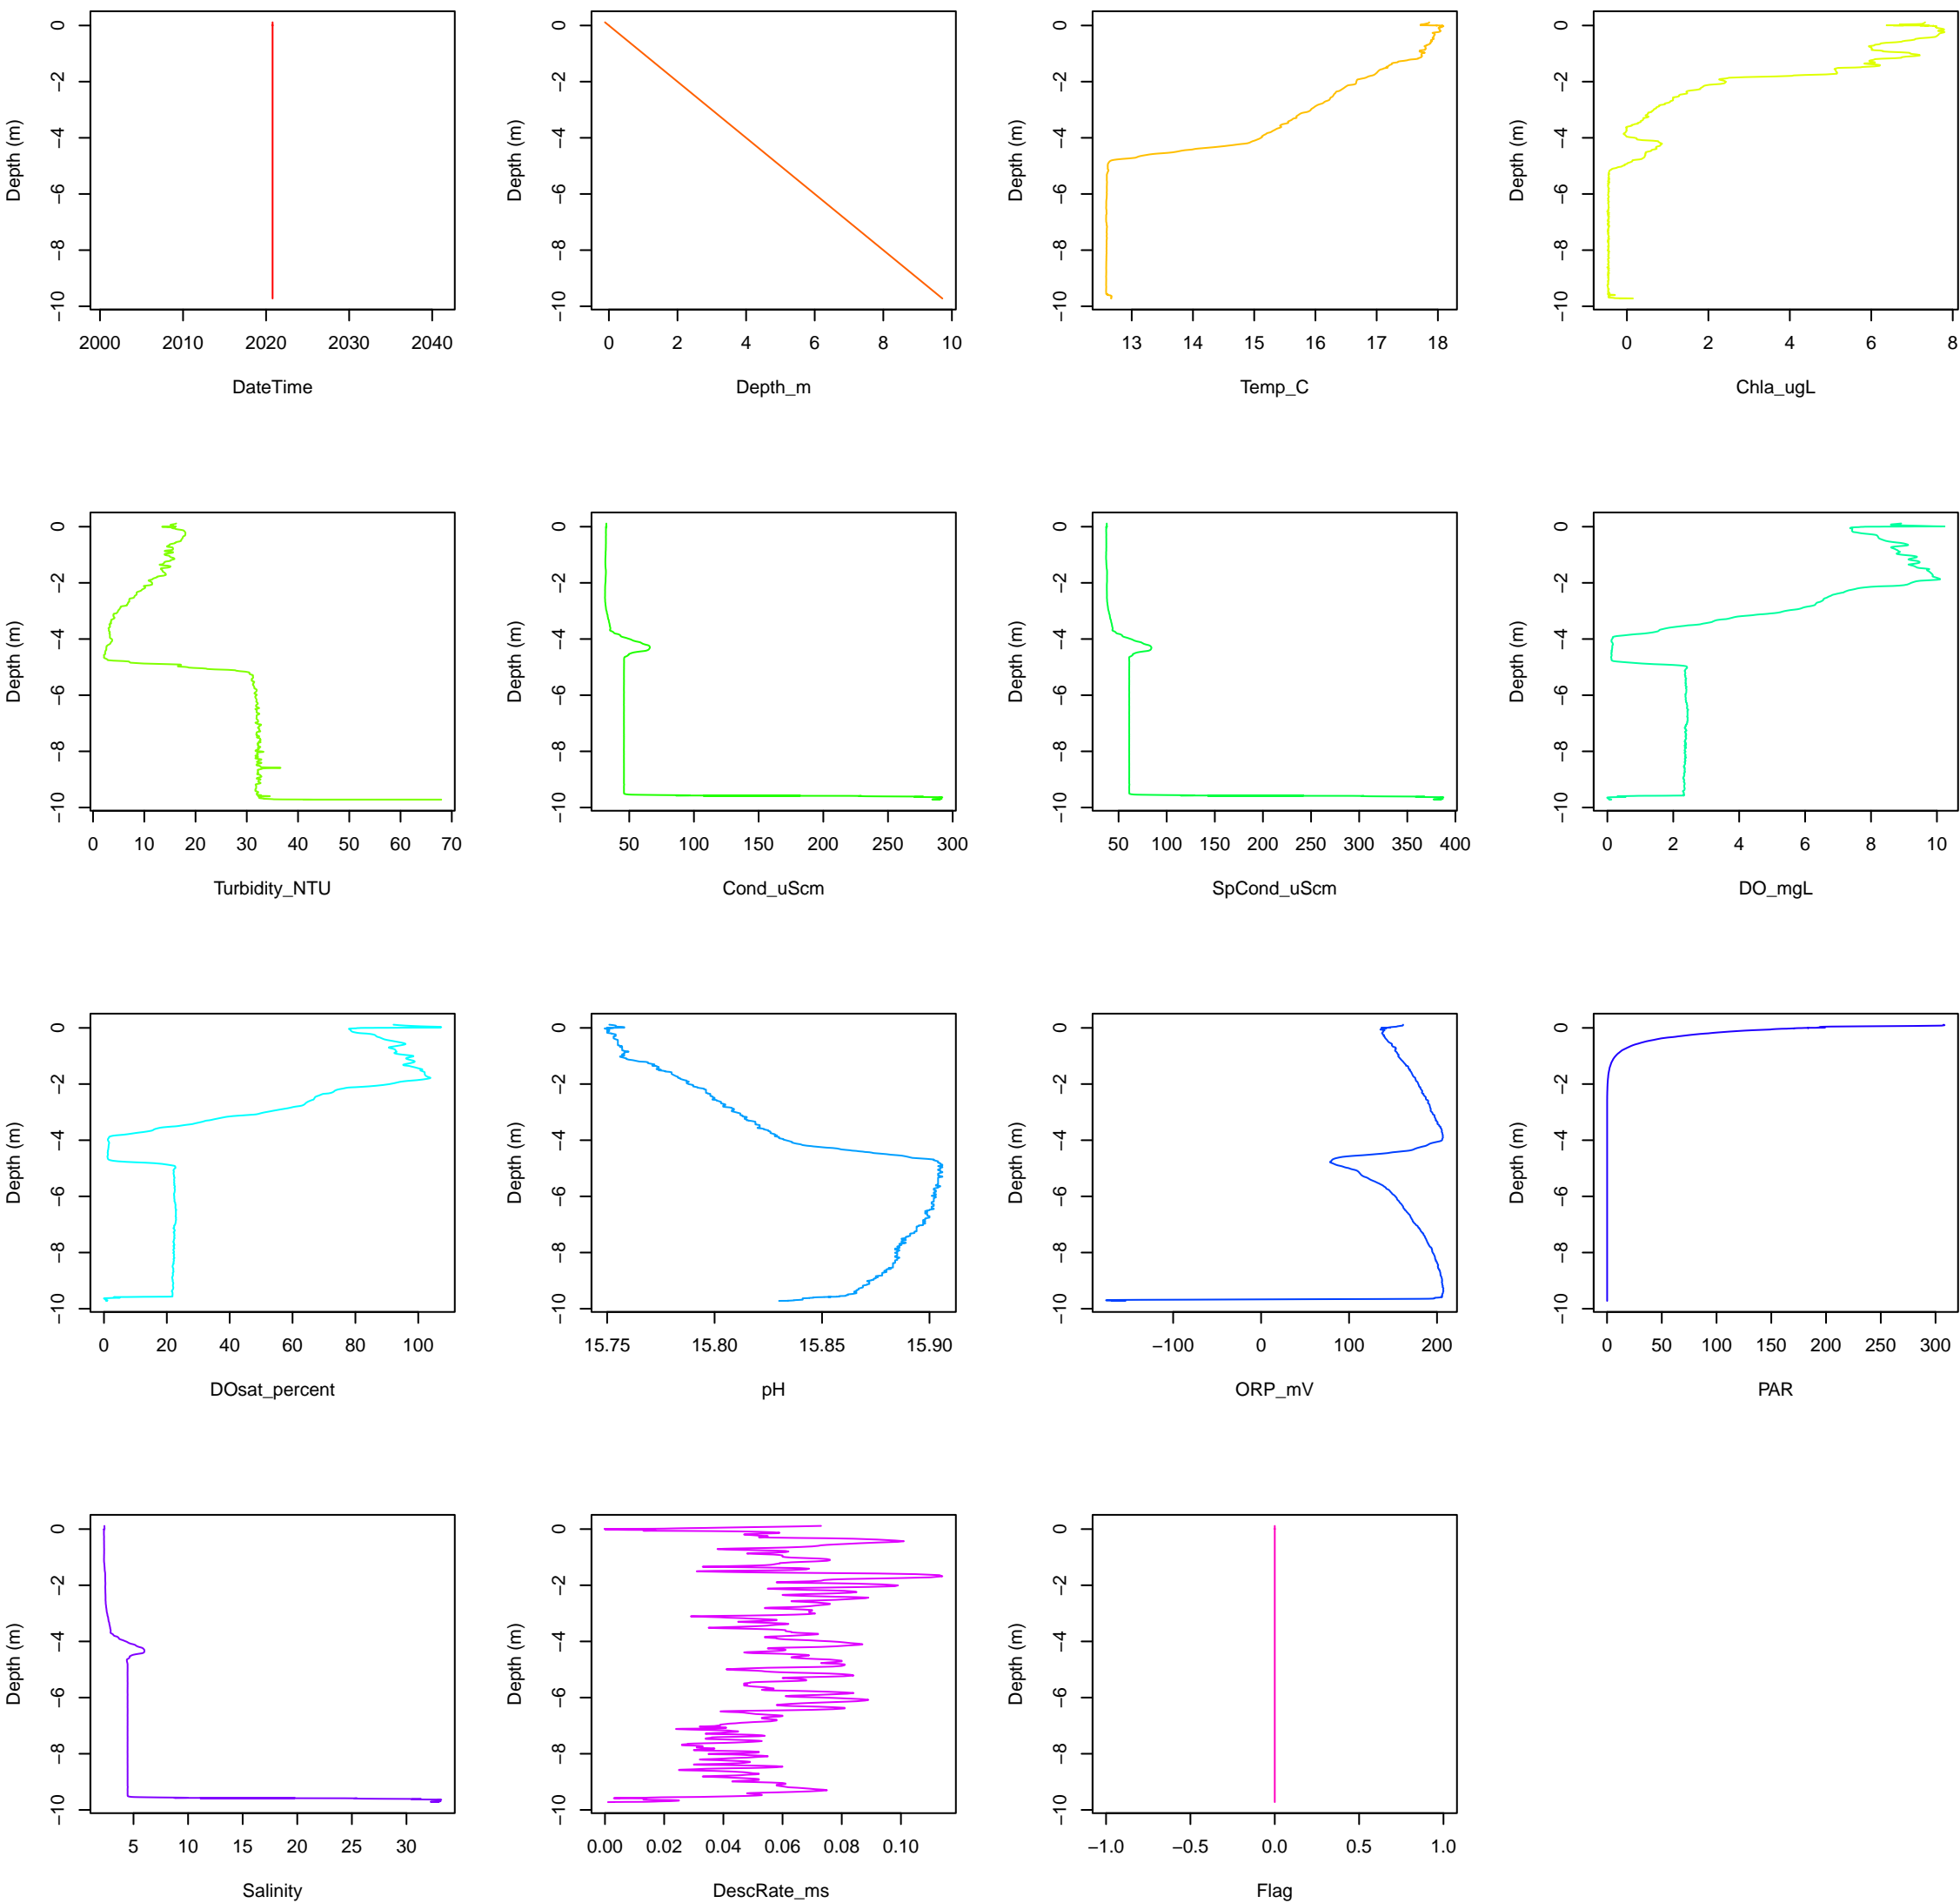 Depth (m)
0
−2
−4
−6
−8
−10
2000 2010 2020 2030 2040
DateTime
Depth (m)
0
−2
−4
−6
−8
−10
0 2 4 6 8 10
Depth_m
Depth (m)
0
−2
−4
−6
−8
−10
13 14 15 16 17 18
Temp_C
Depth (m)
0
−2
−4
−6
−8
−10
0 2 4 6 8
Chla_ugL
Depth (m)
0
−2
−4
−6
−8
−10
0 10 20 30 40 50 60 70
Turbidity_NTU
Depth (m)
0
−2
−4
−6
−8
−10
50 100 150 200 250 300
Cond_uScm
Depth (m)
0
−2
−4
−6
−8
−10
50 100 150 200 250 300 350 400
SpCond_uScm
Depth (m)
0
−2
−4
−6
−8
−10
0 2 4 6 8 10
DO_mgL
Depth (m)
0
−2
−4
−6
−8
−10
0 20 40 60 80 100
DOsat_percent
Depth (m)
0
−2
−4
−6
−8
−10
15.75 15.80 15.85 15.90
pH
Depth (m)
0
−2
−4
−6
−8
−10
−100 0 100 200
ORP_mV
Depth (m)
0
−2
−4
−6
−8
−10
0 50 100 150 200 250 300
PAR
Depth (m)
0
−2
−4
−6
−8
−10
5 10 15 20 25 30
Salinity
Depth (m)
0
−2
−4
−6
−8
−10
0.00 0.02 0.04 0.06 0.08 0.10
DescRate_ms
Depth (m)
0
−2
−4
−6
−8
−10
−1.0 −0.5 0.0 0.5 1.0
Flag